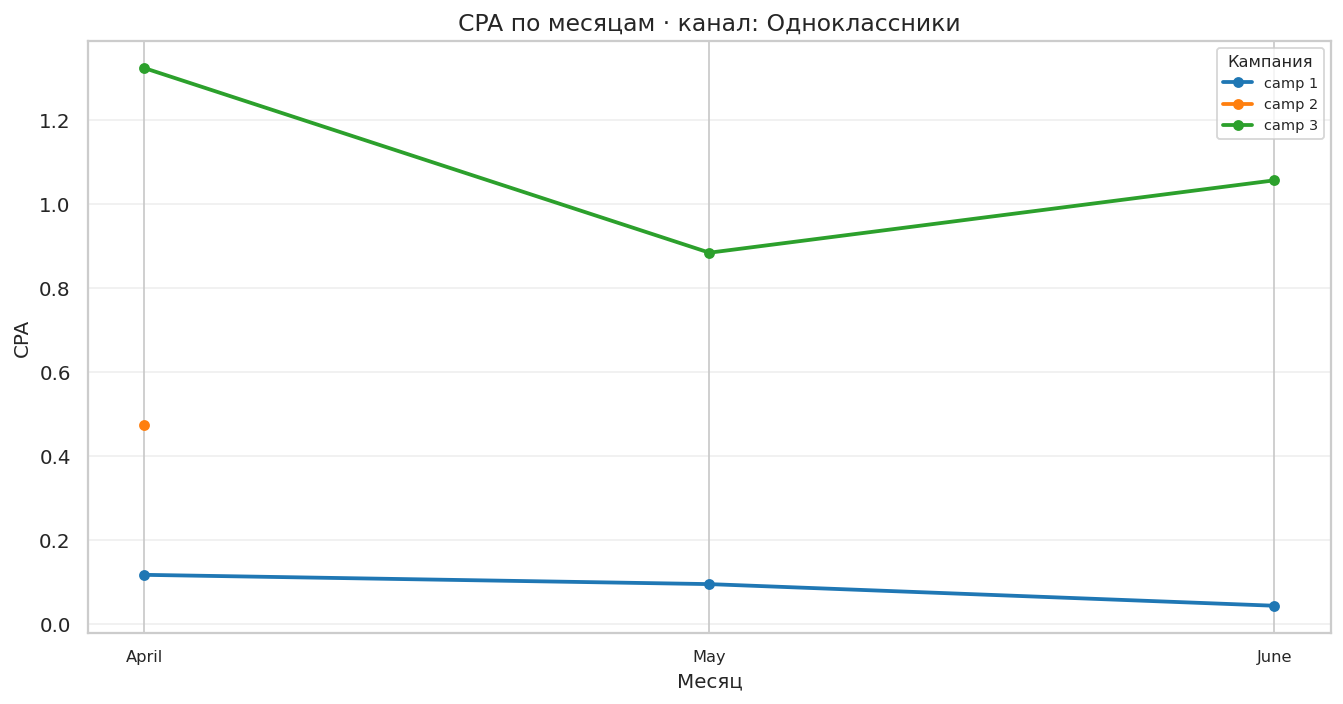 CPA по месяцам · канал: Одноклассники
Кампания
camp 1
camp 2
camp 3
CPA
1.2
1.0
0.8
0.6
0.4
0.2
0.0
April
May
June
Месяц